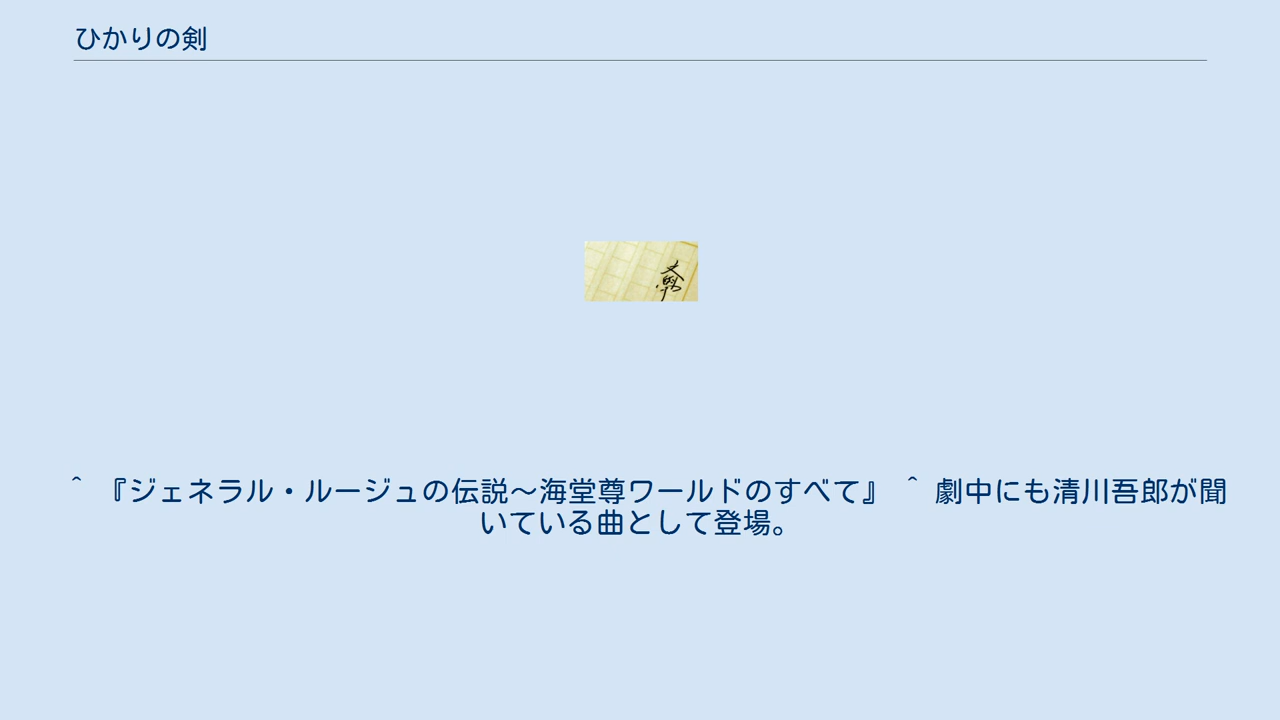 ひかりの剣
^ 『ジェネラル・ルージュの伝説〜海堂尊ワールドのすべて』 ^ 劇中にも清川吾郎が聞
いている曲として登場。